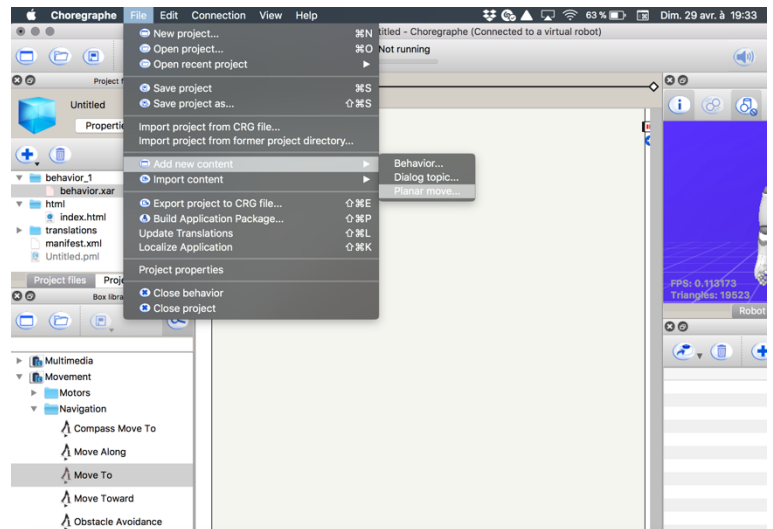 Choregraphe File Edit Connection View Help 63 % Dim. 29 avr. à 19:33
titled - Choregraphe (Connected to a virtual robot)
Not running
New project... ⌘N
Open project... ⌘O
Open recent project
Save project ⌘S
Save project as... ⇧⌘S
Import project from CRG file...
Import project from former project directory...
Add new content
Import content
Export project to CRG file... ⇧⌘E
Build Application Package... ⇧⌘P
Update Translations ⇧⌘L
Localize Application ⇧⌘K
Project properties
Close behavior
Close project
Behavior...
Dialog topic...
Planar move...
Project f
Untitled
Propertie
behavior_1
behavior.xar
html
index.html
translations
manifest.xml
Untitled.pml
Project files Proje
Box libra
Multimedia
Movement
Motors
Navigation
Compass Move To
Move Along
Move To
Move Toward
Obstacle Avoidance
FPS: 0.113173
Triangles: 19523
Robot